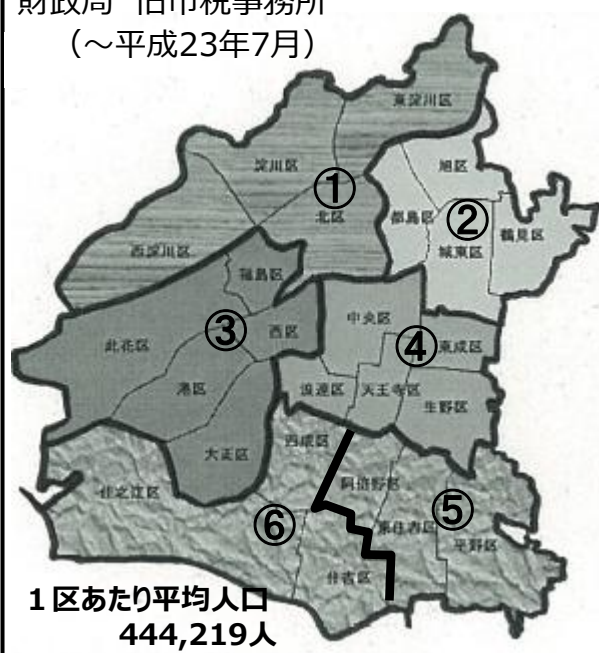 財政局 旧市税事務所
（～平成23年7月）
東淀川区
淀川区
旭区
①
北区
都島区
②
鶴見区
城東区
西淀川区
福島区
中央区
此花区
③
西区
④
東成区
港区
浪速区
天王寺区
生野区
大正区
西成区
阿倍野区
住之江区
⑥
東住吉区
⑤
平野区
住吉区
１区あたり平均人口
444,219人